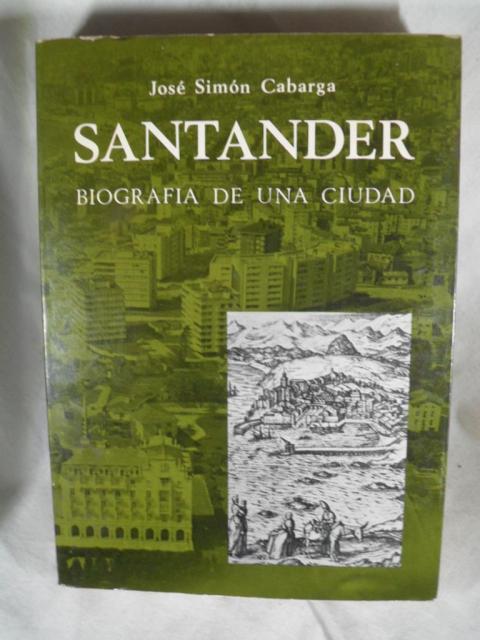 José Simón Cabarga
SANTANDER
BIOGRAFIA DE UNA CIUDAD